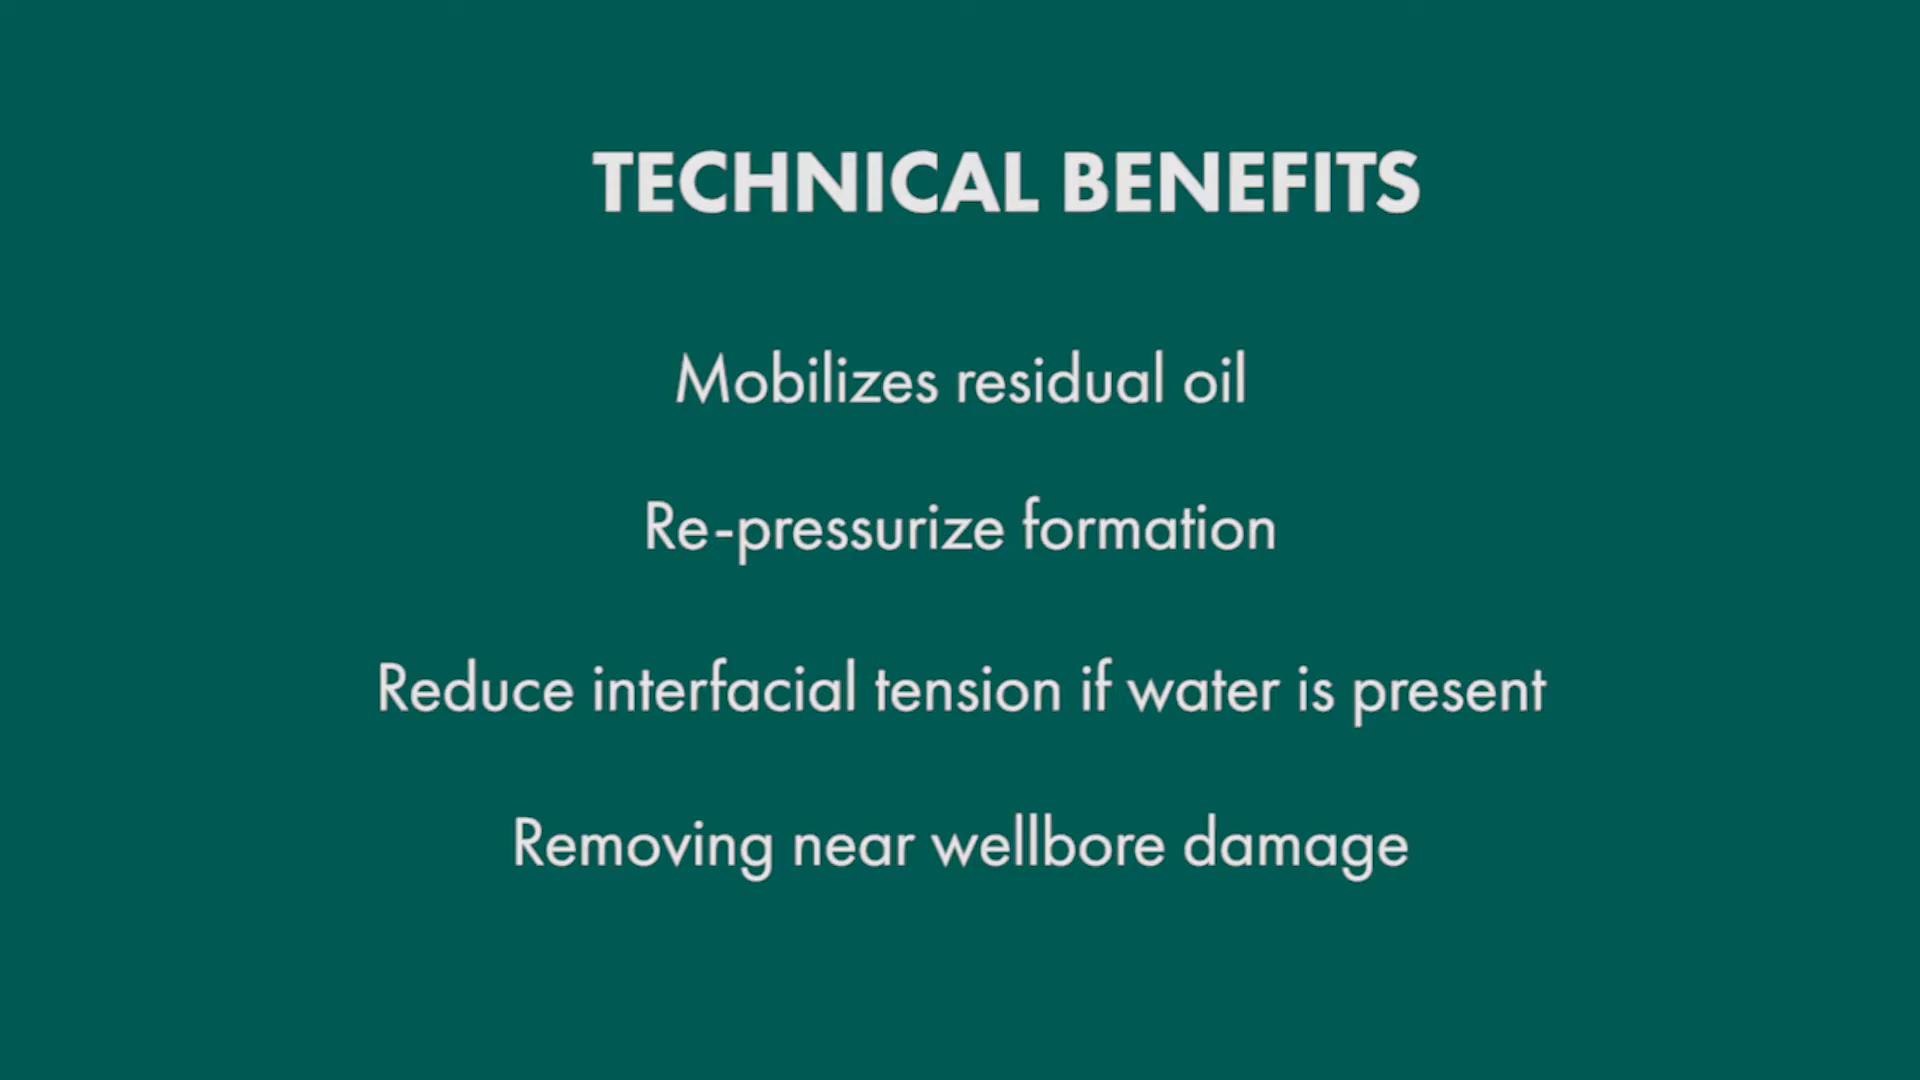 TECHNICAL BENEFITS
Mobilizes residual oil
Re-pressurize formation
Reduce interfacial tension if water is present
Removing near wellbore damage